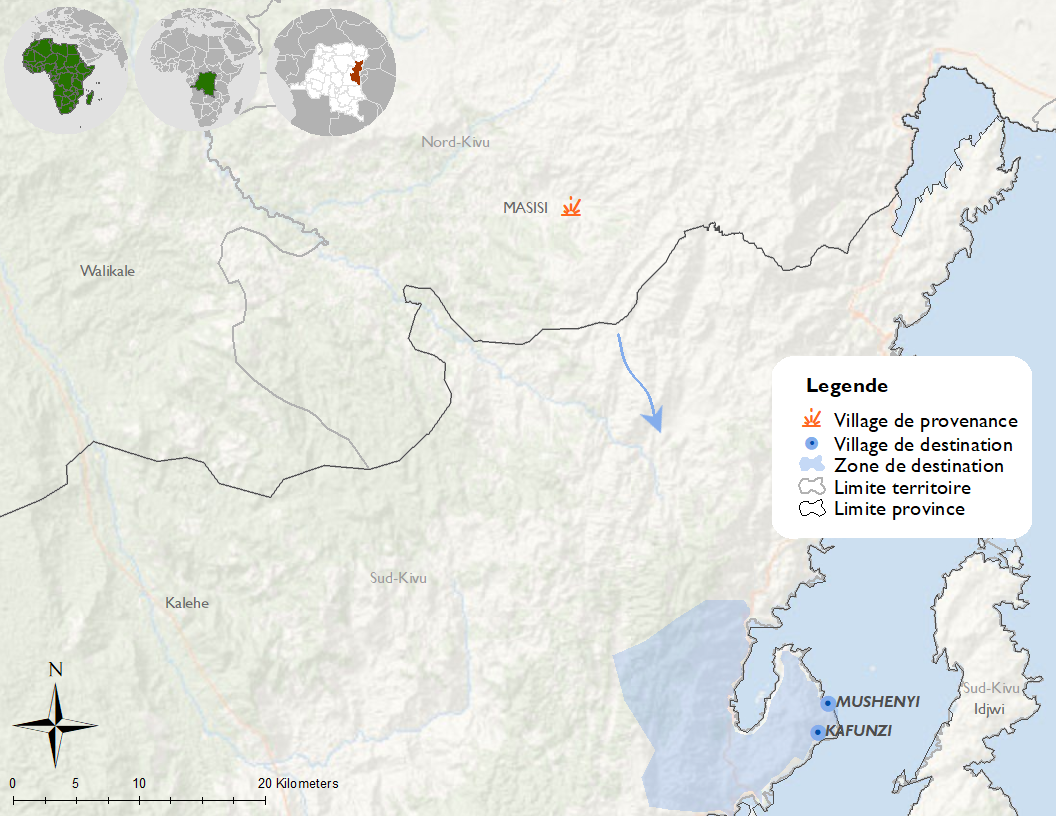 Nord-Kivu
MASISI
Walikale
Legende
Village de provenance
Village de destination
Zone de destination
Limite territoire
Limite province
Sud-Kivu
Kalehe
N
MUSHENYI
Sud-Kivu
Idjwi
KAFUNZI
0 5 10 20 Kilometers